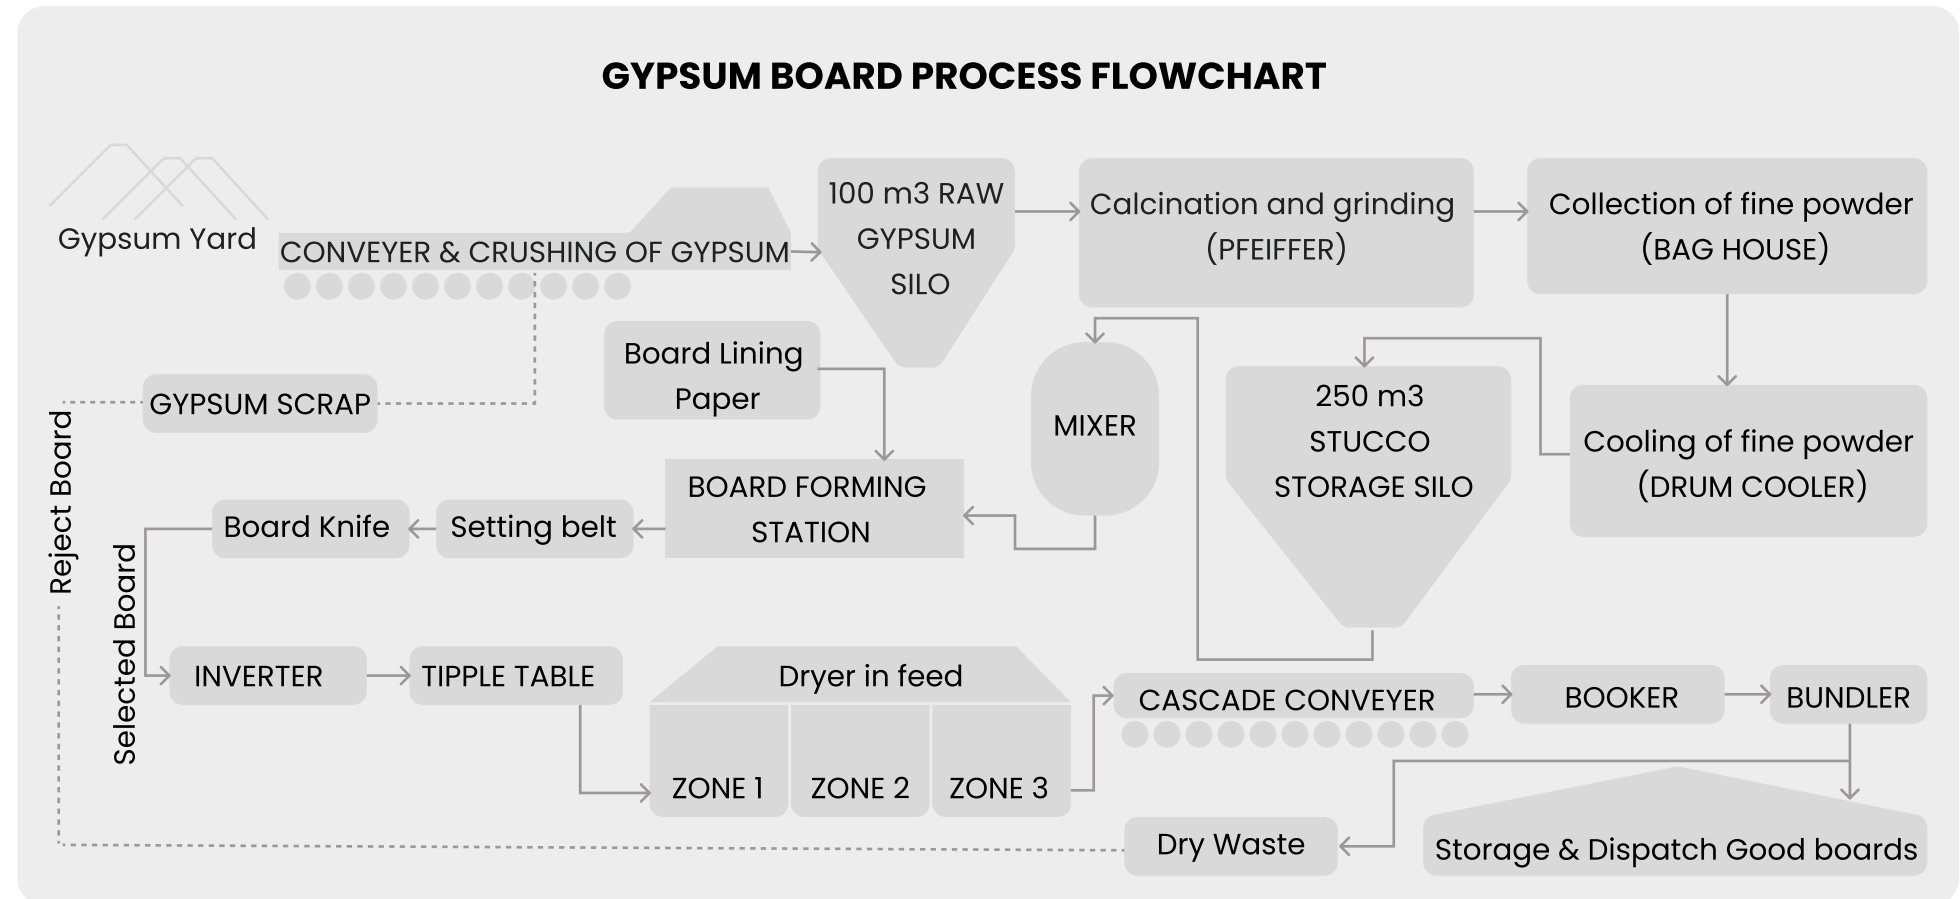 GYPSUM BOARD PROCESS FLOWCHART
Gypsum Yard
CONVEYER & CRUSHING OF GYPSUM
100 m3 RAW
GYPSUM
SILO
Calcination and grinding
(PFEIFFER)
Collection of fine powder
(BAG HOUSE)
Board Lining
Paper
GYPSUM SCRAP
MIXER
250 m3
STUCCO
STORAGE SILO
Cooling of fine powder
(DRUM COOLER)
Reject Board
BOARD FORMING
STATION
Setting belt
Board Knife
Selected Board
INVERTER
TIPPLE TABLE
Dryer in feed
ZONE 1
ZONE 2
ZONE 3
CASCADE CONVEYER
BOOKER
BUNDLER
Dry Waste
Storage & Dispatch Good boards